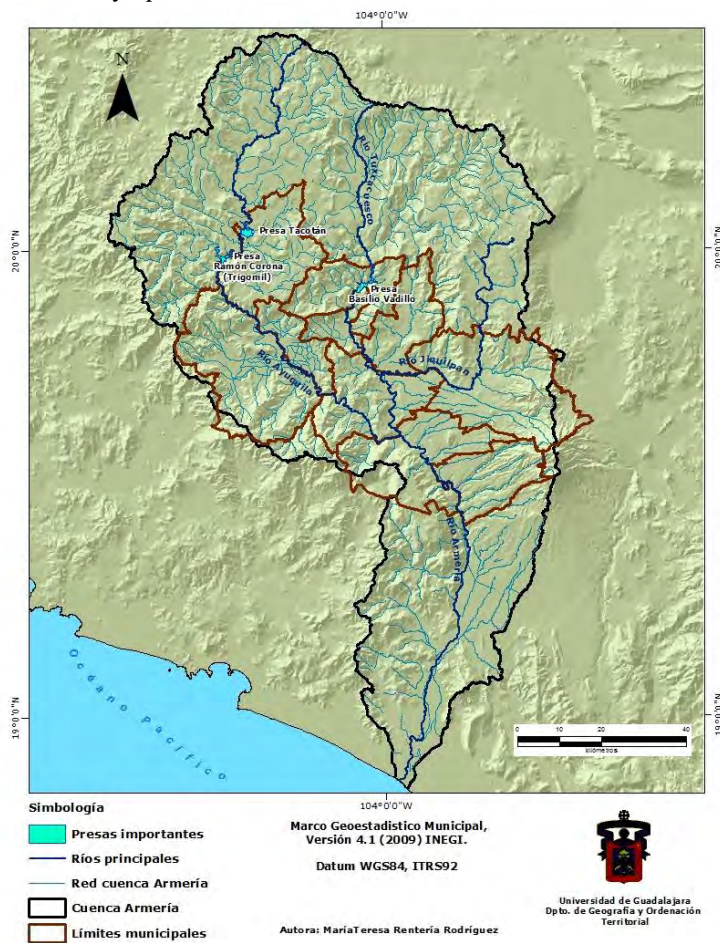 104°0'0"W
N
Río Tuxcacuesco
Presa Tacotán
20°0'0"N
20°0'0"N
Presa
Ramón Corona
(Trigomil)
Presa
Basilio Vadillo
Río Jiquilpan
Río Ayuquila
Río Armería
Océano Pacífico
19°0'0"N
19°0'0"N
0 10 20 40
kilómetros
104°0'0"W
Simbología
Presas importantes
Ríos principales
Red cuenca Armería
Cuenca Armería
Límites municipales
Marco Geoestadistico Municipal,
Versión 4.1 (2009) INEGI.
Datum WGS84, ITRS92
Autora: MaríaTeresa Rentería Rodríguez
Universidad de Guadalajara
Dpto. de Geografía y Ordenación
Territorial